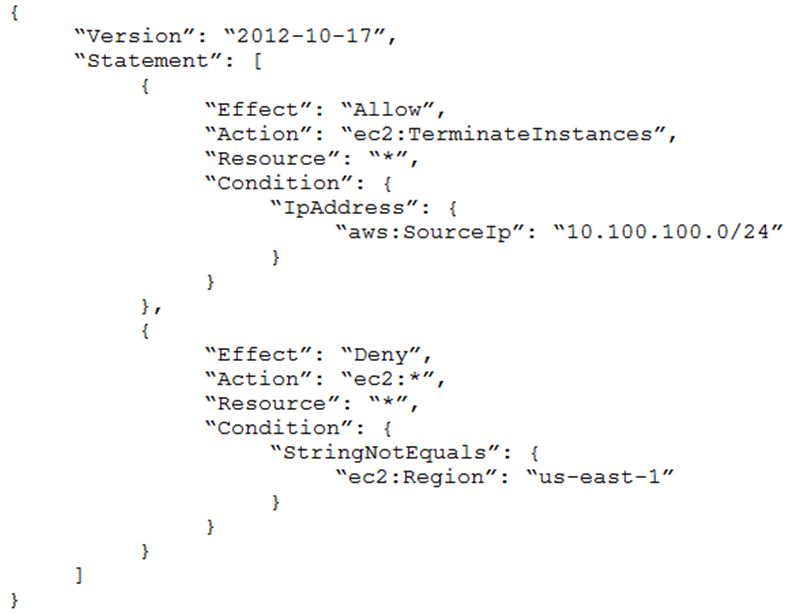 {
“Version”: “2012-10-17”,
“Statement”: [
{
“Effect”: “Allow”,
“Action”: “ec2:TerminateInstances”,
“Resource”: “*”,
“Condition”: {
“IpAddress”: {
“aws:SourceIp”: “10.100.100.0/24”
}
}
},
{
“Effect”: “Deny”,
“Action”: “ec2:*”,
“Resource”: “*”,
“Condition”: {
“StringNotEquals”: {
“ec2:Region”: “us-east-1”
}
}
}
]
}